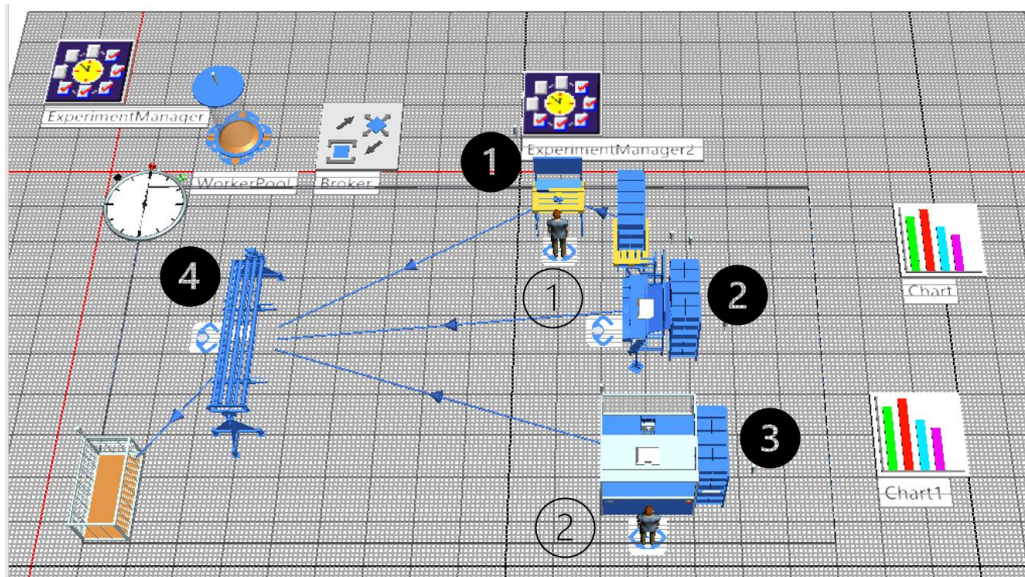 ExperimentManager
WorkerPool
Broker
ExperimentManager2
1
1
2
3
4
2
Chart
Chart1